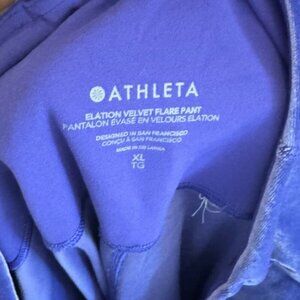 ATHLETA
ELATION VELVET FLARE PANT
PANTALON ÉVASÉ EN VELOURS ELATION
DESIGNED IN SAN FRANCISCO
CONÇU À SAN FRANCISCO
MADE IN SRI LANKA
XL
TG